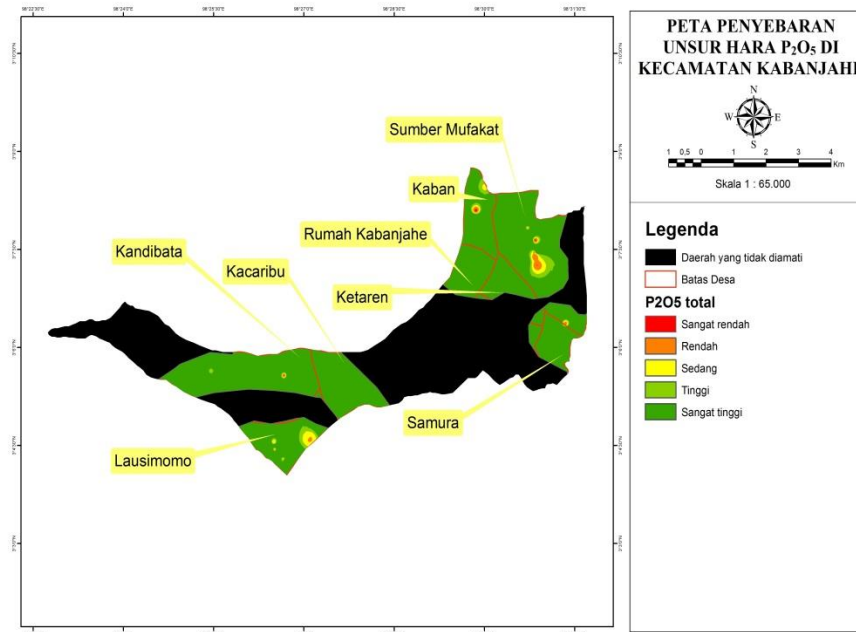 PETA PENYEBARAN
UNSUR HARA P₂O₅ DI
KECAMATAN KABANJAHE
N
W E
S
1 0.5 0 1 2 3 4
Km
Skala 1 : 65.000
Legenda
Daerah yang tidak diamati
Batas Desa
P2O5 total
Sangat rendah
Rendah
Sedang
Tinggi
Sangat tinggi
Sumber Mufakat
Kaban
Rumah Kabanjahe
Kandibata
Kacaribu
Ketaren
Samura
Lausimomo